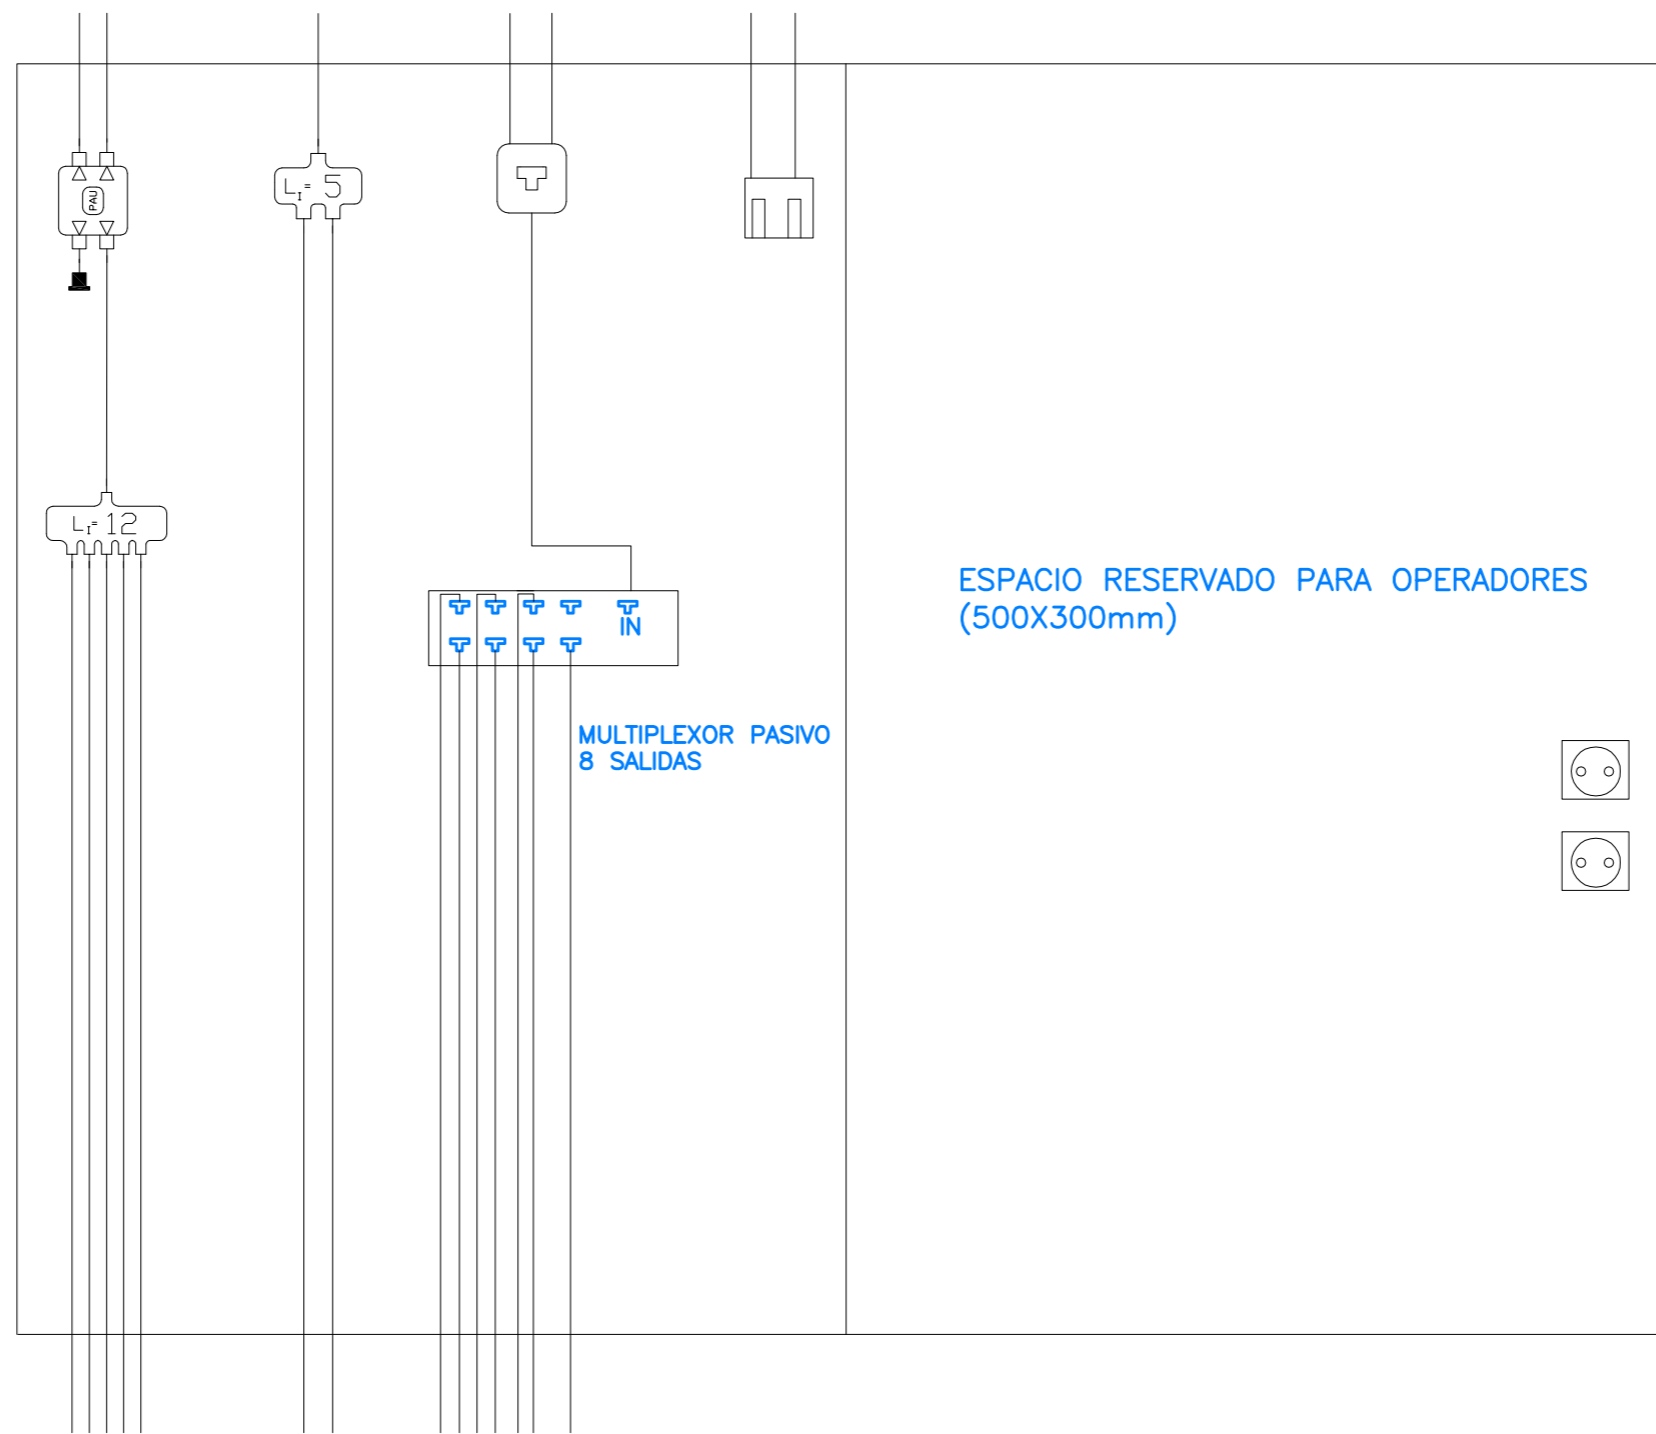 PAU
LI= 5
LI= 12
IN
ESPACIO RESERVADO PARA OPERADORES
(500X300mm)
MULTIPLEXOR PASIVO
8 SALIDAS